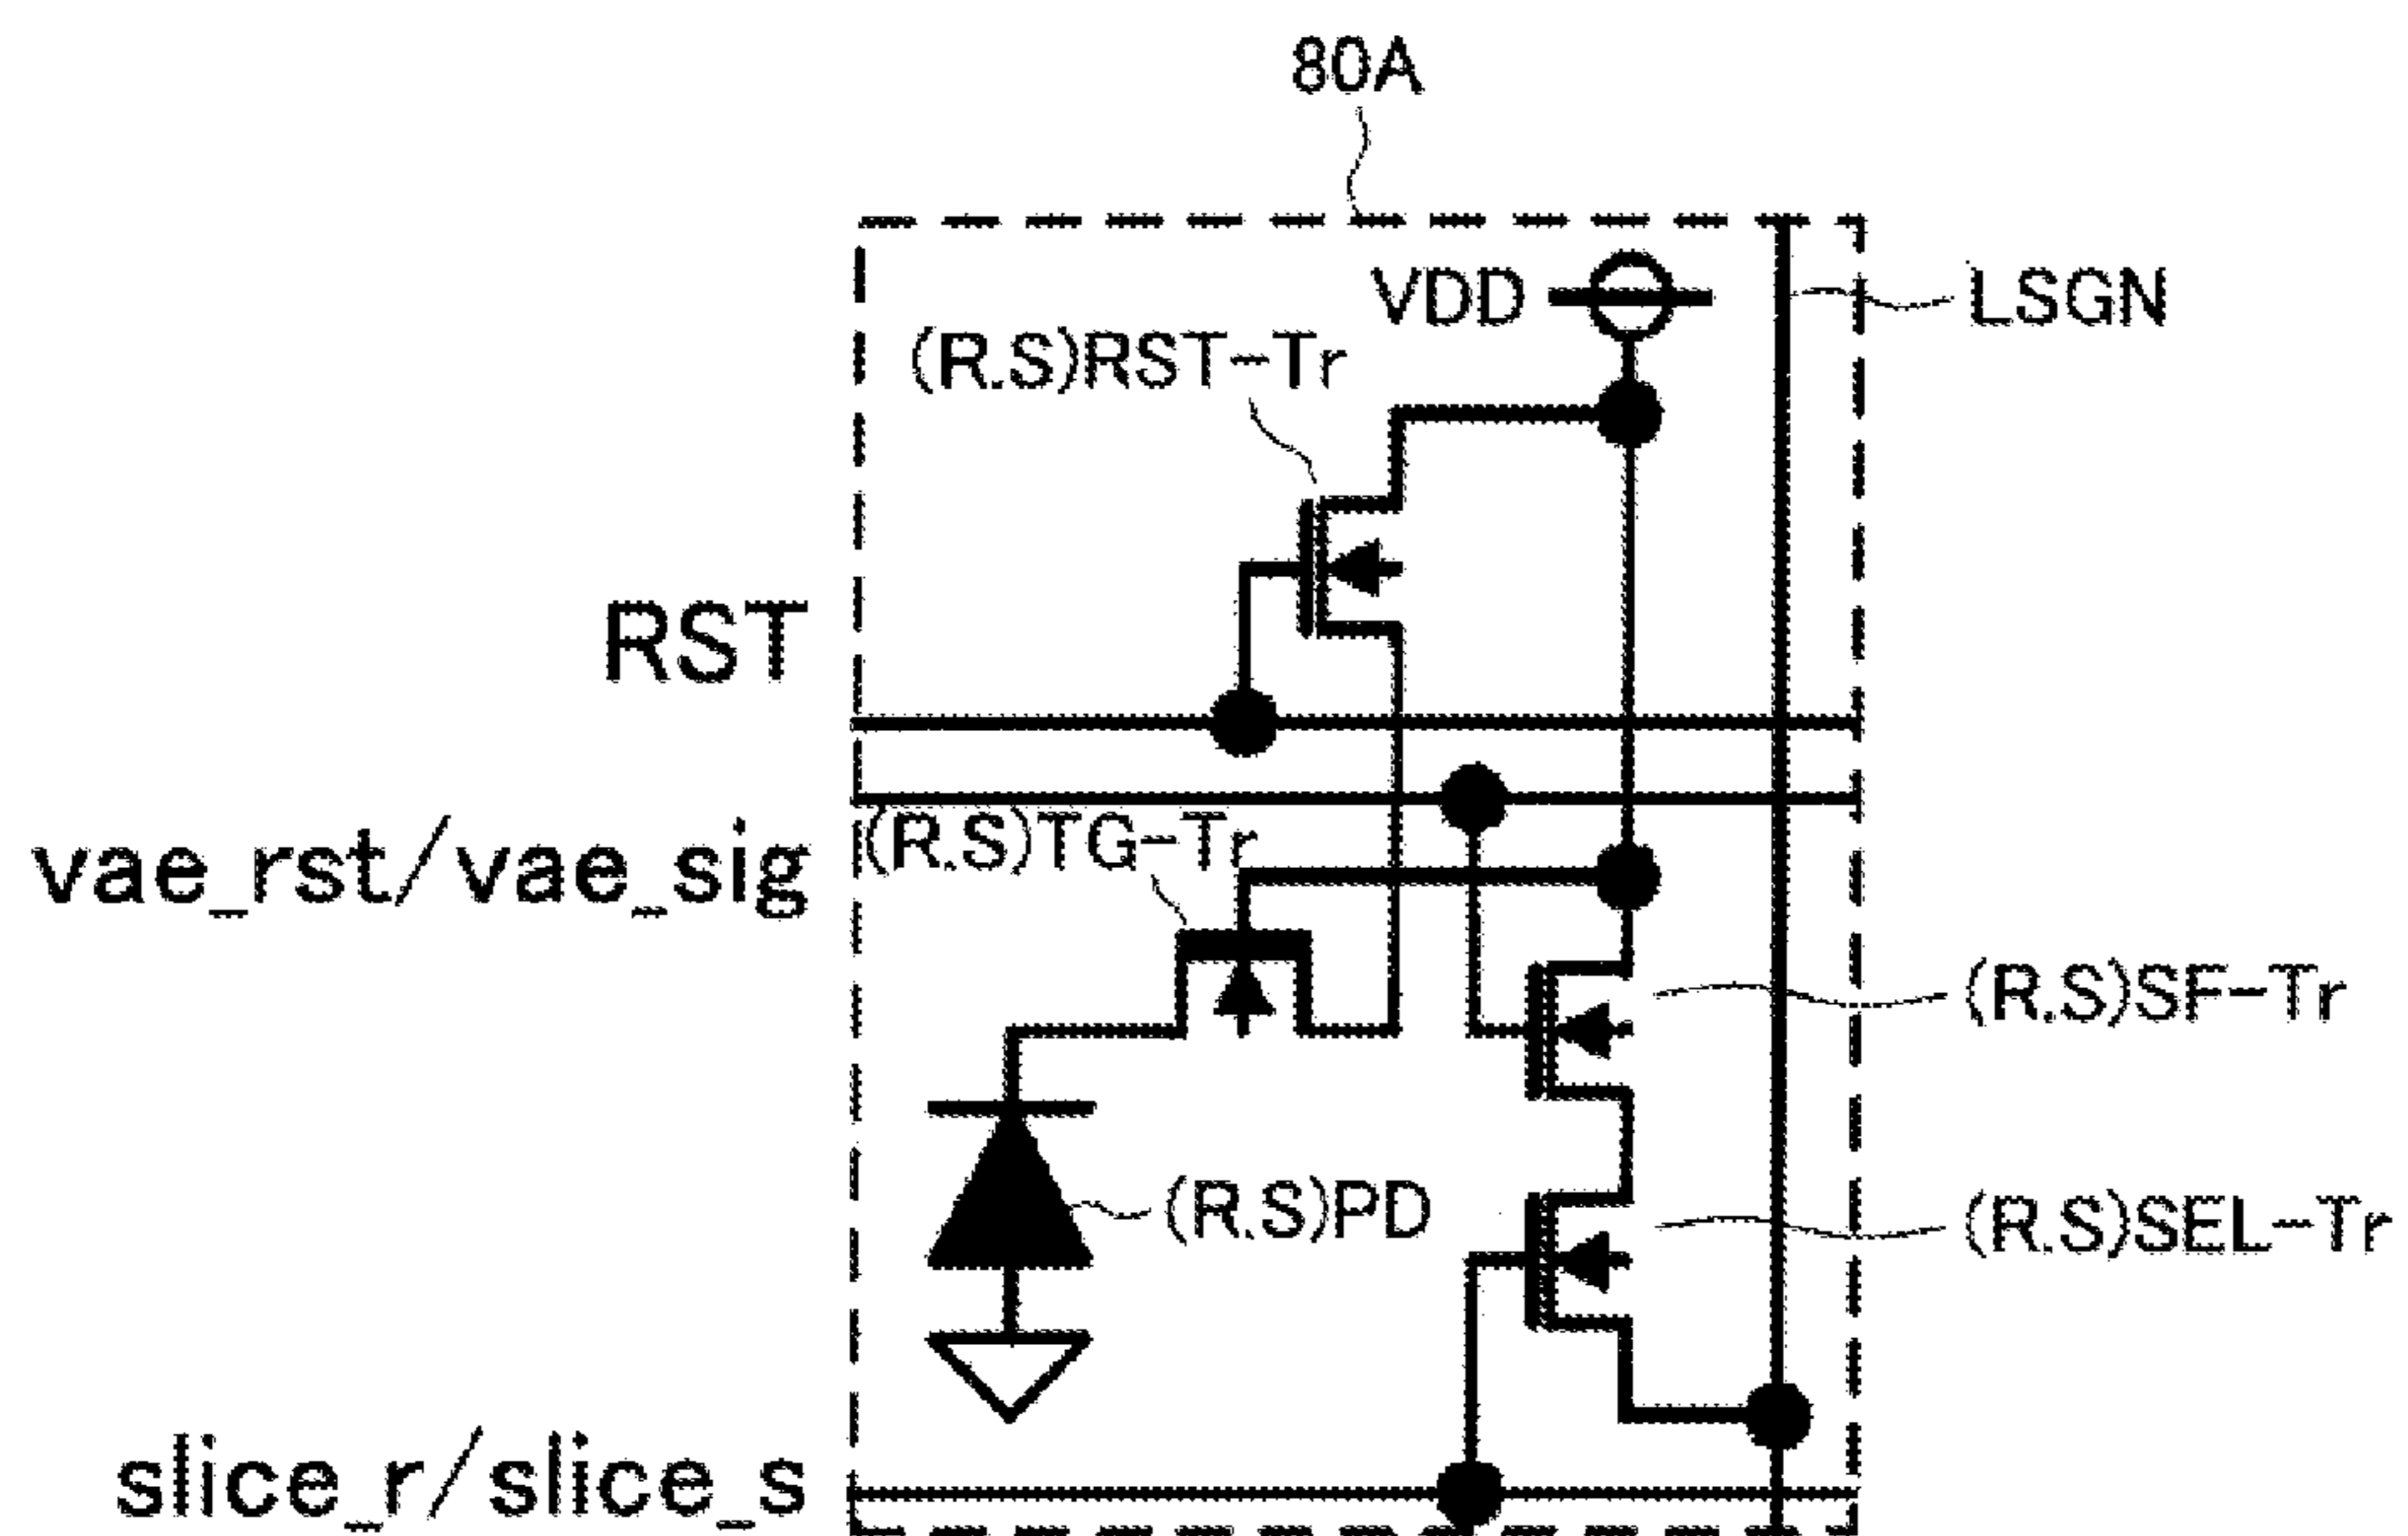 80A
VDD
LSGN
(R.S)RST-Tr
RST
vae_rst/vae_sig
(R.S)TG-Tr
(R.S)SF-Tr
(R.S)PD
(R.S)SEL-Tr
slice_r/slice_s